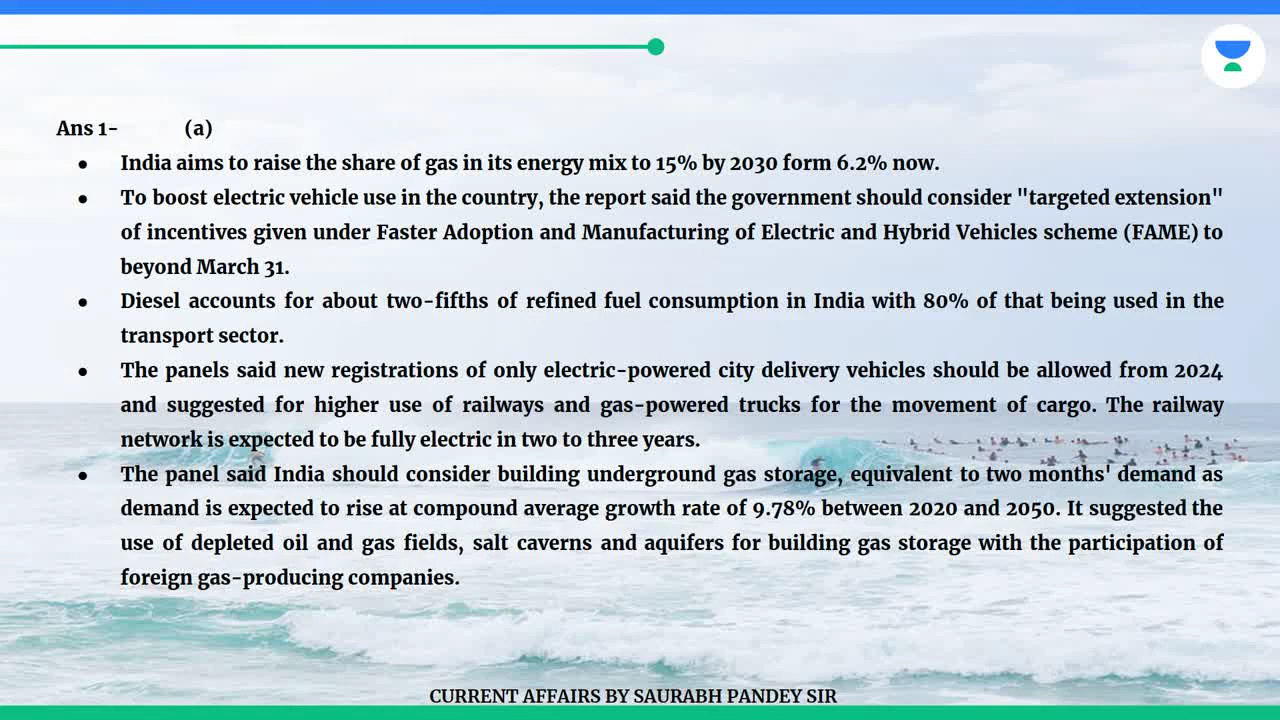 Ans 1- (a)
● India aims to raise the share of gas in its energy mix to 15% by 2030 form 6.2% now.
● To boost electric vehicle use in the country, the report said the government should consider "targeted extension"
of incentives given under Faster Adoption and Manufacturing of Electric and Hybrid Vehicles scheme (FAME) to
beyond March 31.
● Diesel accounts for about two-fifths of refined fuel consumption in India with 80% of that being used in the
transport sector.
● The panels said new registrations of only electric-powered city delivery vehicles should be allowed from 2024
and suggested for higher use of railways and gas-powered trucks for the movement of cargo. The railway
network is expected to be fully electric in two to three years.
● The panel said India should consider building underground gas storage, equivalent to two months' demand as
demand is expected to rise at compound average growth rate of 9.78% between 2020 and 2050. It suggested the
use of depleted oil and gas fields, salt caverns and aquifers for building gas storage with the participation of
foreign gas-producing companies.
CURRENT AFFAIRS BY SAURABH PANDEY SIR